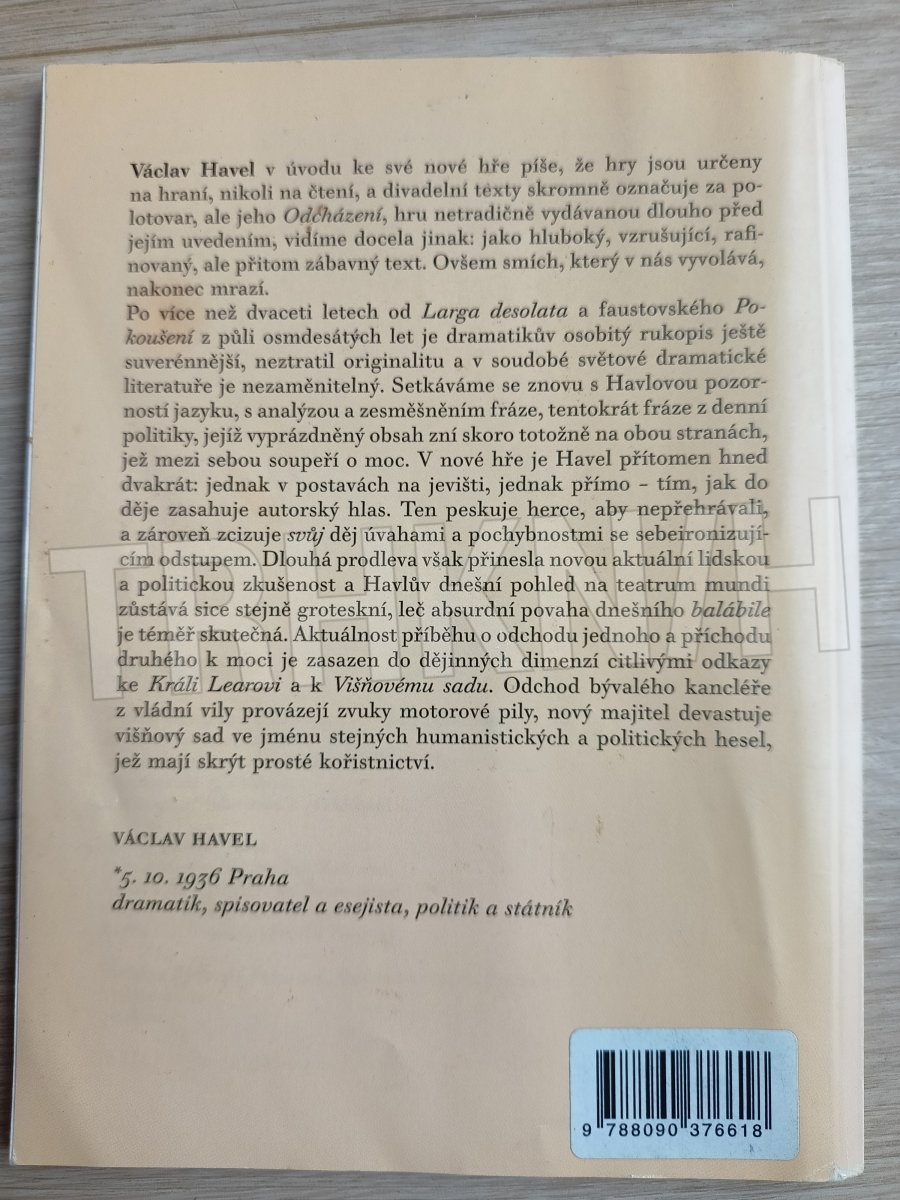 Václav Havel v úvodu ke své nové hře píše, že hry jsou určeny
na hraní, nikoli na čtení, a divadelní texty skromně označuje za po-
lotovar, ale jeho Odcházení, hru netradičně vydávanou dlouho před
jejím uvedením, vidíme docela jinak: jako hluboký, vzrušující, rafi-
novaný, ale přitom zábavný text. Ovšem smích, který v nás vyvolává,
nakonec mrazí.
Po více než dvaceti letech od Larga desolata a faustovského Po-
koušení z půli osmdesátých let je dramatikův osobitý rukopis ještě
suverénnější, neztratil originalitu a v soudobé světové dramatické
literatuře je nezaměnitelný. Setkáváme se znovu s Havlovou pozor-
ností jazyku, s analýzou a zesměšněním fráze, tentokrát fráze z denní
politiky, jejíž vyprázdněný obsah zní skoro totožně na obou stranách,
jež mezi sebou soupeří o moc. V nové hře je Havel přítomen hned
dvakrát: jednak v postavách na jevišti, jednak přímo – tím, jak do
děje zasahuje autorský hlas. Ten peskuje herce, aby nepřehrávali,
a zároveň zcizuje svůj děj úvahami a pochybnostmi se sebeironizují-
cím odstupem. Dlouhá prodleva však přinesla novou aktuální lidskou
a politickou zkušenost a Havlův dnešní pohled na teatrum mundi
zůstává sice stejně groteskní, leč absurdní povaha dnešního balábile
je téměř skutečná. Aktuálnost příběhu o odchodu jednoho a příchodu
druhého k moci je zasazen do dějinných dimenzí citlivými odkazy
ke Králi Learovi a k Višňovému sadu. Odchod bývalého kancléře
z vládní vily provázejí zvuky motorové pily, nový majitel devastuje
višňový sad ve jménu stejných humanistických a politických hesel,
jež mají skrýt prosté kořistnictví.
VÁCLAV HAVEL
*5. 10. 1936 Praha
dramatik, spisovatel a esejista, politik a státník
9 788090 376618